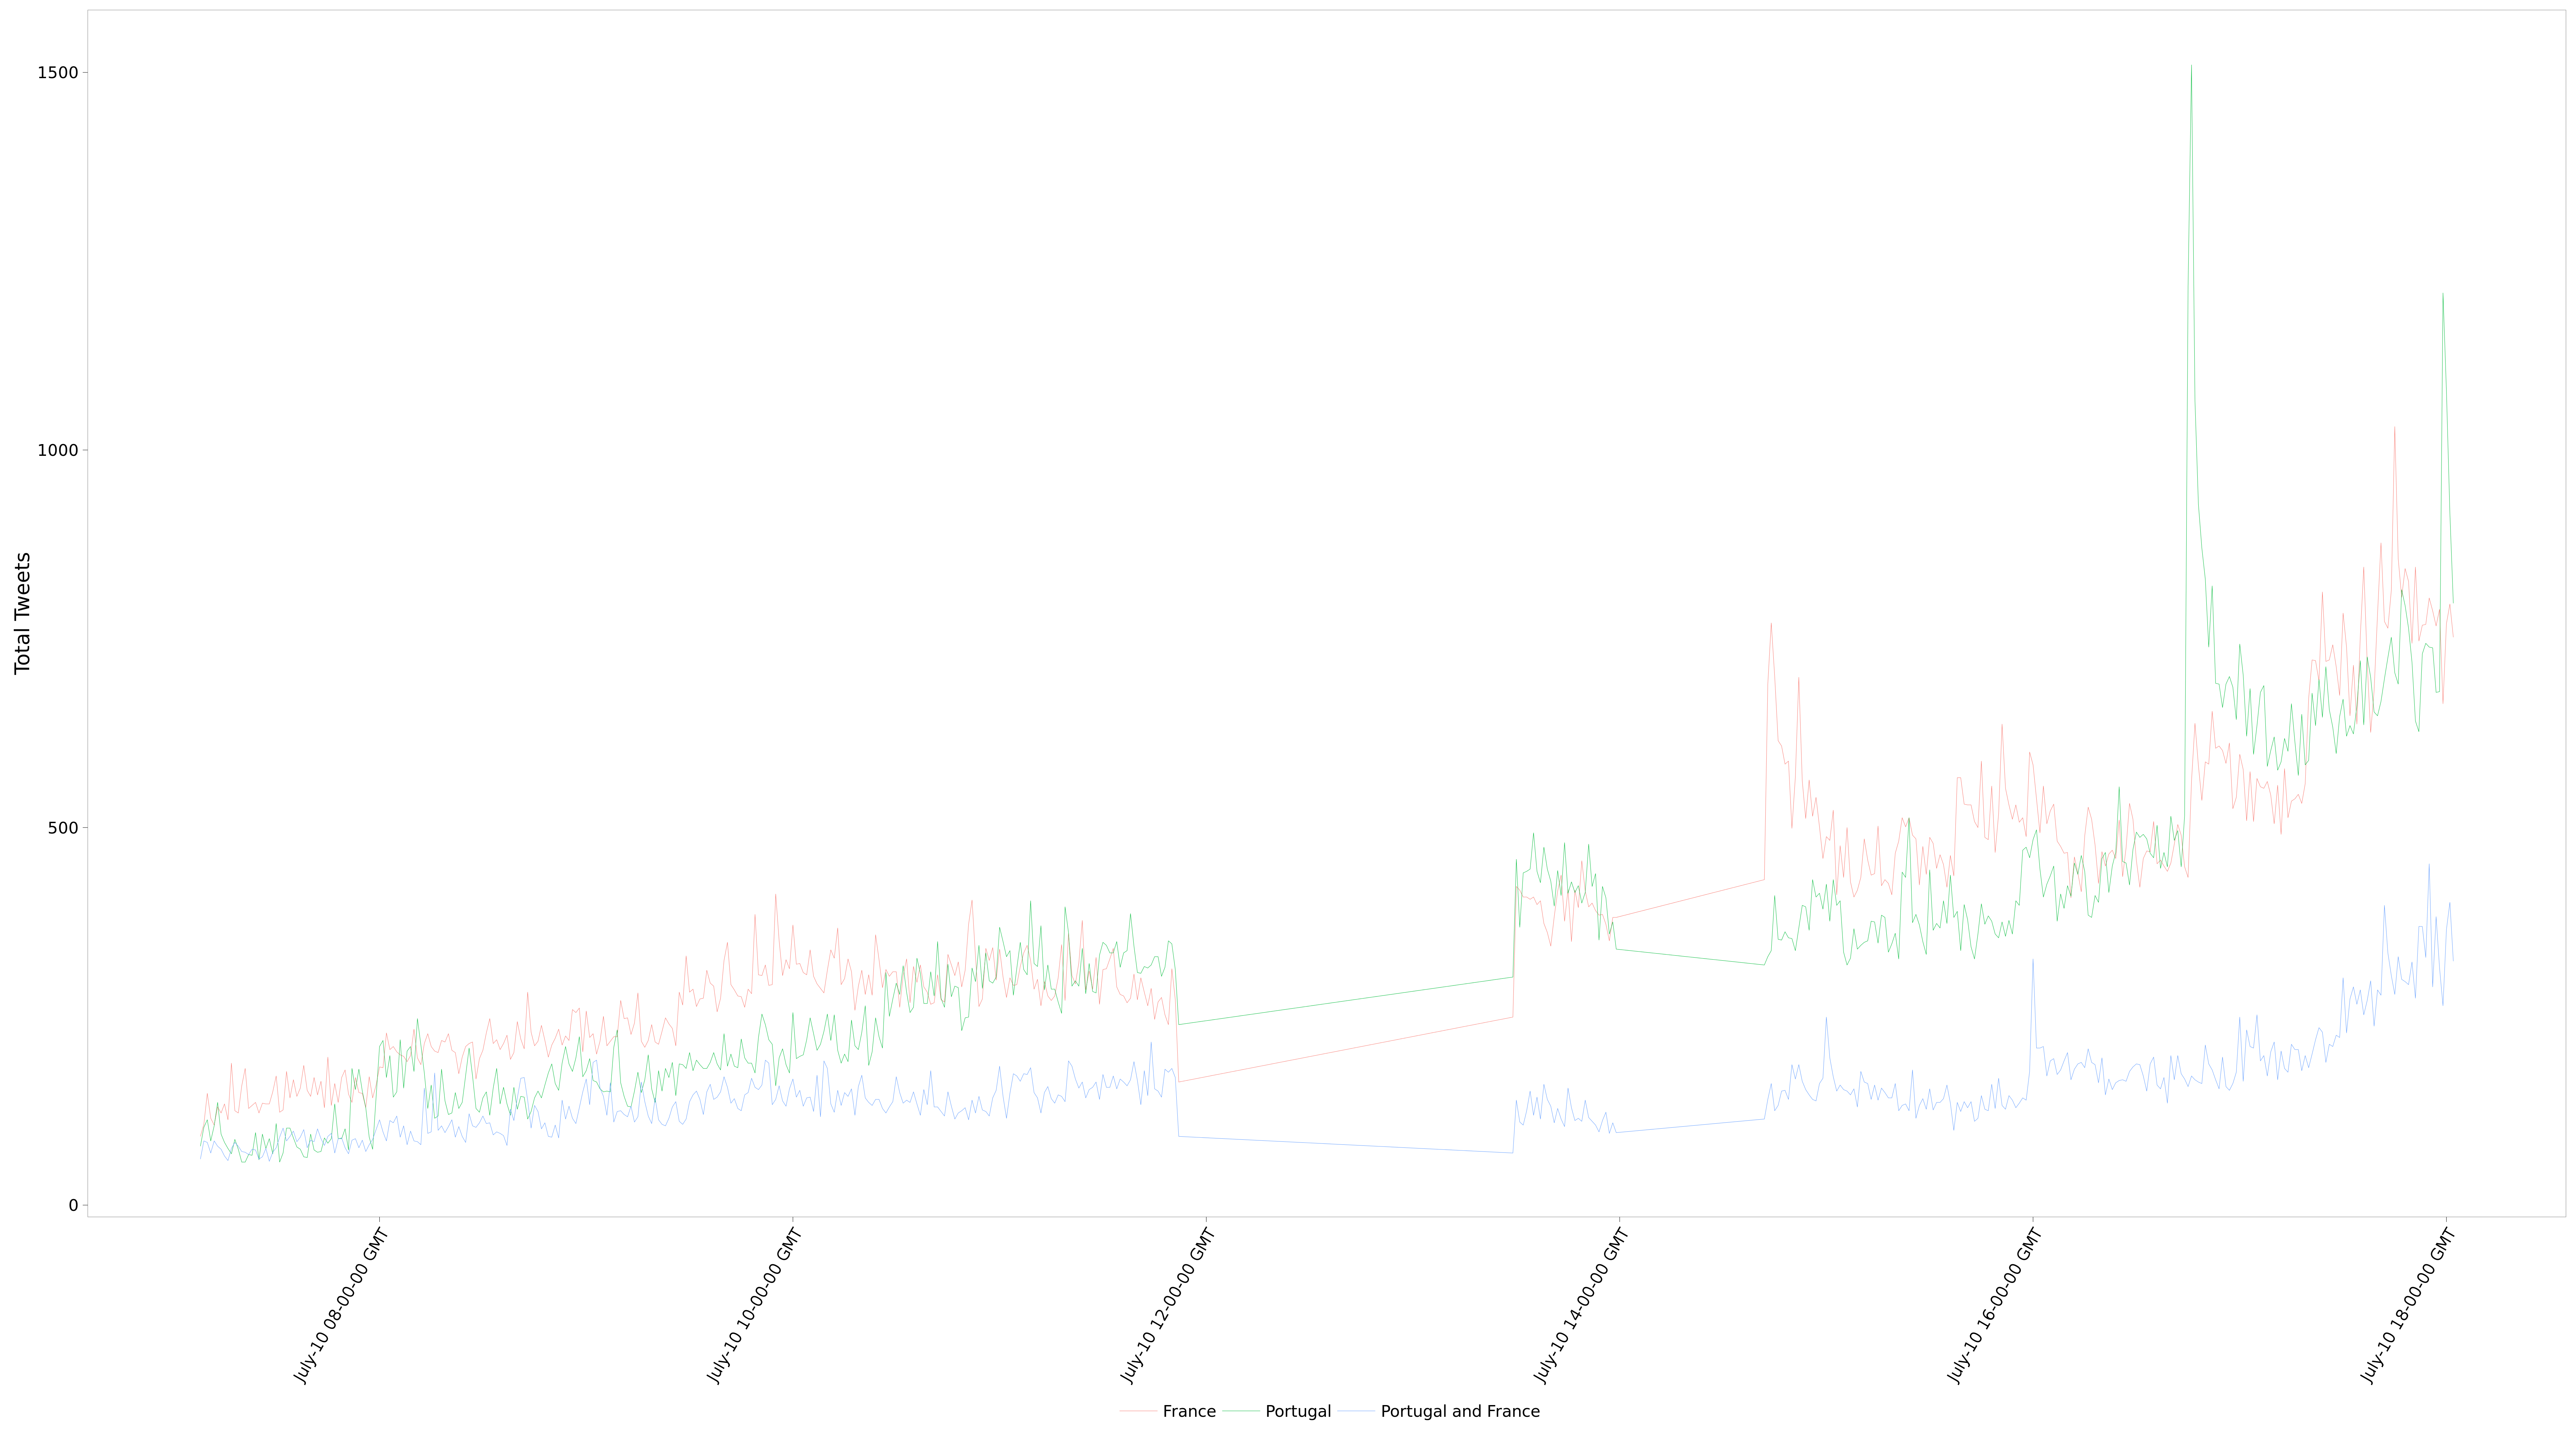 Total Tweets
1500
1000
500
0
July-10 08-00-00 GMT
July-10 10-00-00 GMT
July-10 12-00-00 GMT
July-10 14-00-00 GMT
July-10 16-00-00 GMT
July-10 18-00-00 GMT
France Portugal Portugal and France